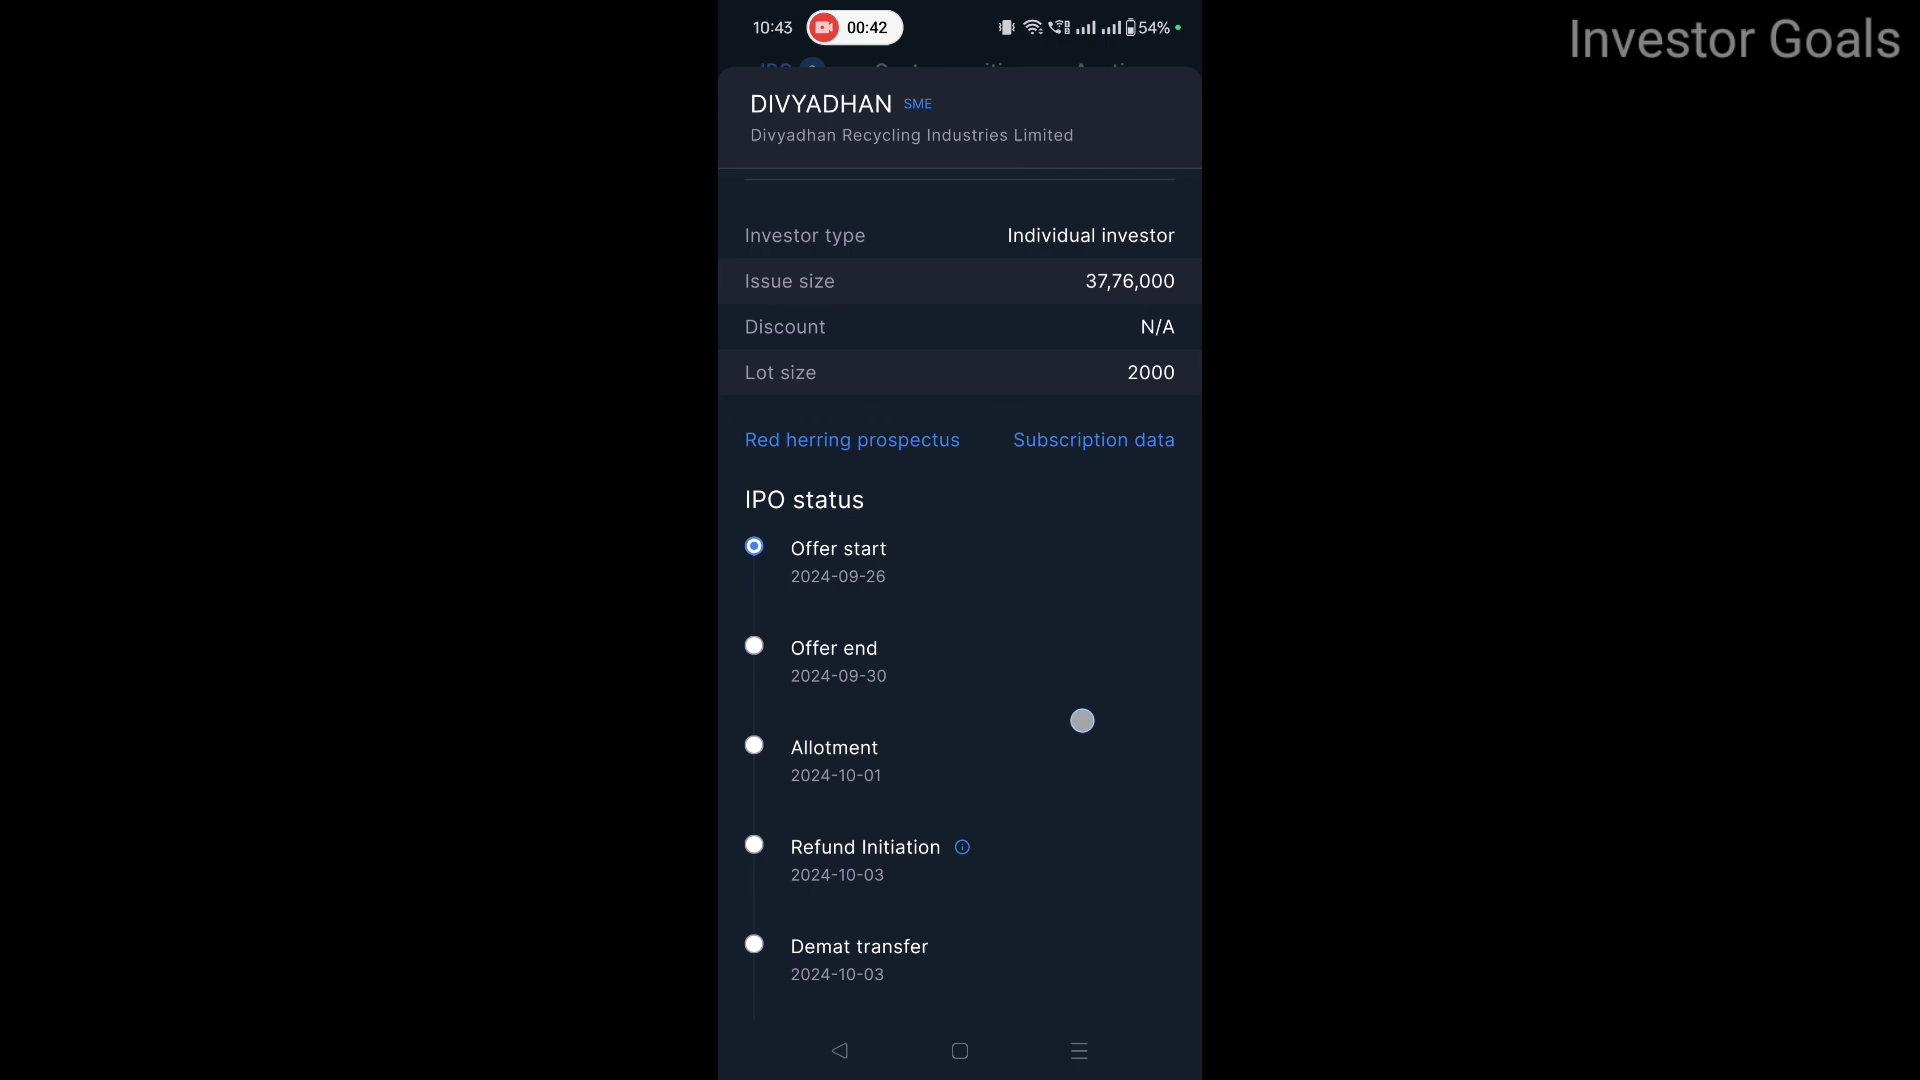 Investor Goals
10:43 00:42 54%
DIVYADHAN SME
Divyadhan Recycling Industries Limited
Investor type Individual investor
Issue size 37,76,000
Discount N/A
Lot size 2000
Red herring prospectus Subscription data
IPO status
Offer start
2024-09-26
Offer end
2024-09-30
Allotment
2024-10-01
Refund Initiation
2024-10-03
Demat transfer
2024-10-03